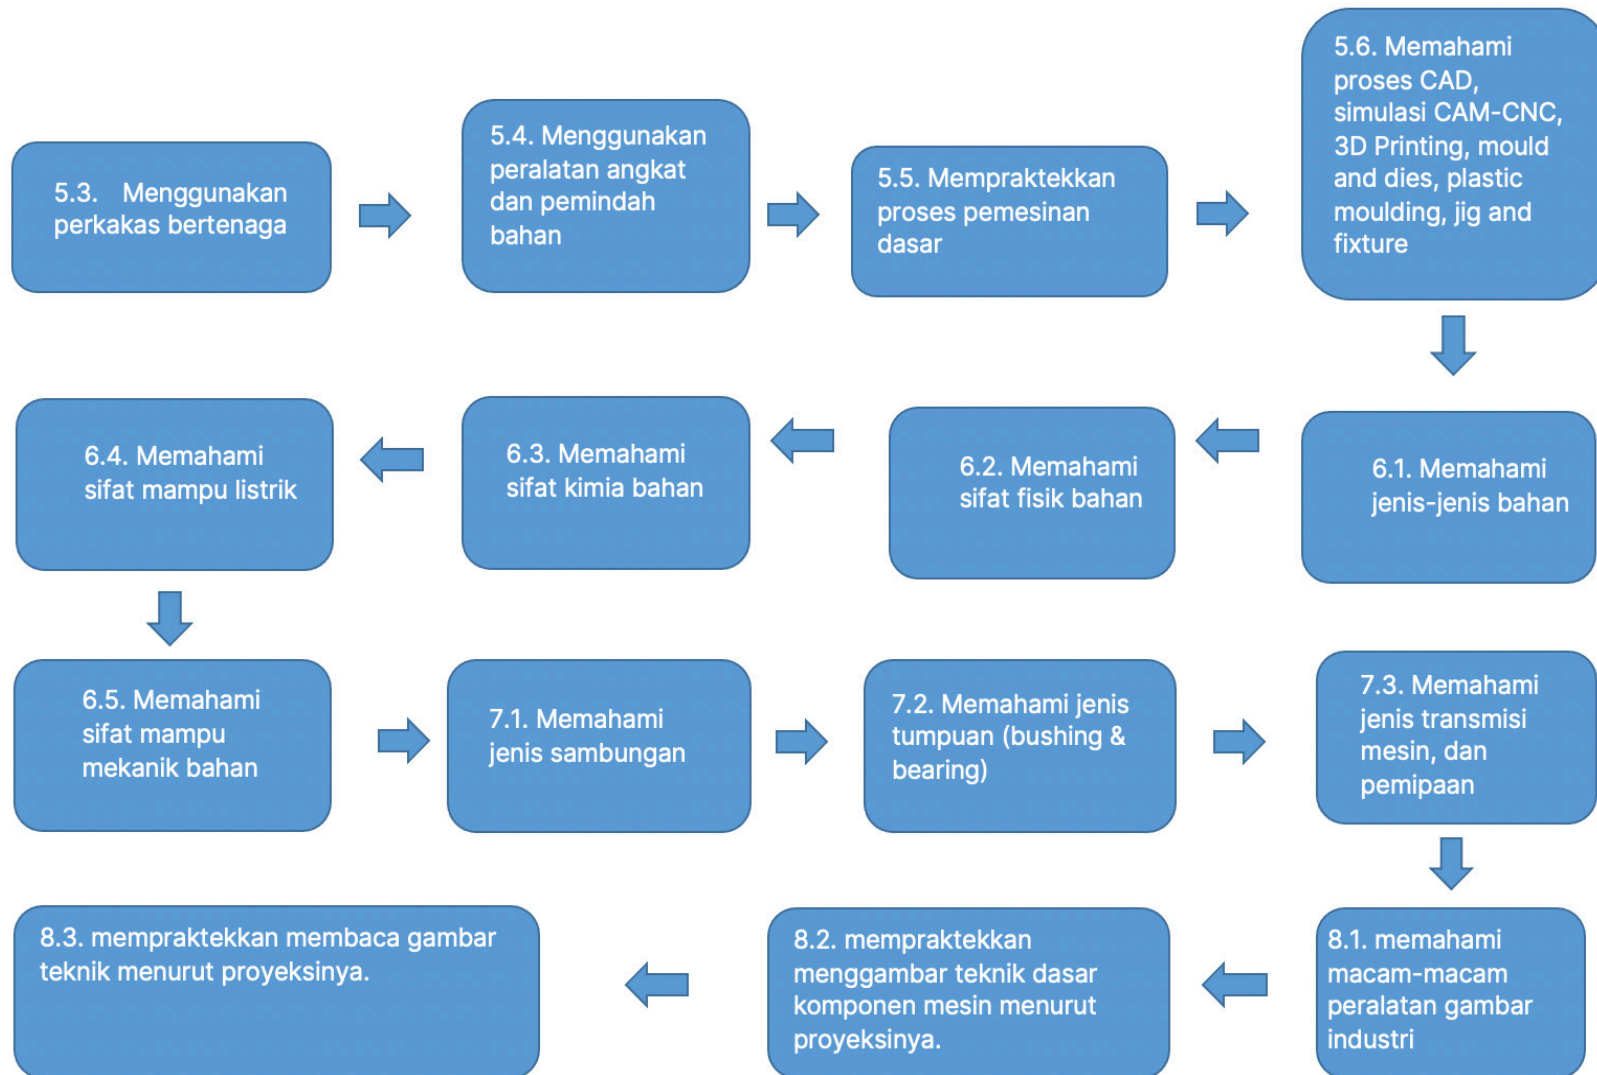 5.3. Menggunakan
perkakas bertenaga
5.4. Menggunakan
peralatan angkat
dan pemindah
bahan
5.5. Mempraktekkan
proses pemesinan
dasar
5.6. Memahami
proses CAD,
simulasi CAM-CNC,
3D Printing, mould
and dies, plastic
moulding, jig and
fixture
6.1. Memahami
jenis-jenis bahan
6.2. Memahami
sifat fisik bahan
6.3. Memahami
sifat kimia bahan
6.4. Memahami
sifat mampu listrik
6.5. Memahami
sifat mampu
mekanik bahan
7.1. Memahami
jenis sambungan
7.2. Memahami jenis
tumpuan (bushing &
bearing)
7.3. Memahami
jenis transmisi
mesin, dan
pemipaan
8.1. memahami
macam-macam
peralatan gambar
industri
8.2. mempraktekkan
menggambar teknik dasar
komponen mesin menurut
proyeksinya.
8.3. mempraktekkan membaca gambar
teknik menurut proyeksinya.